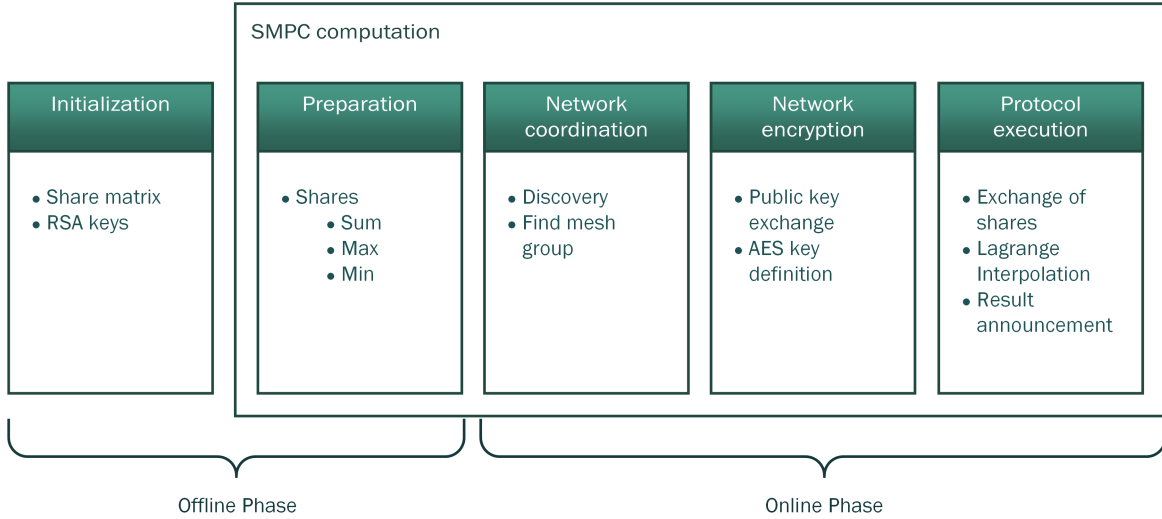 SMPC computation
Initialization
• Share matrix
• RSA keys
Preparation
• Shares
• Sum
• Max
• Min
Network
coordination
• Discovery
• Find mesh
group
Network
encryption
• Public key
exchange
• AES key
definition
Protocol
execution
• Exchange of
shares
• Lagrange
Interpolation
• Result
announcement
Offline Phase
Online Phase